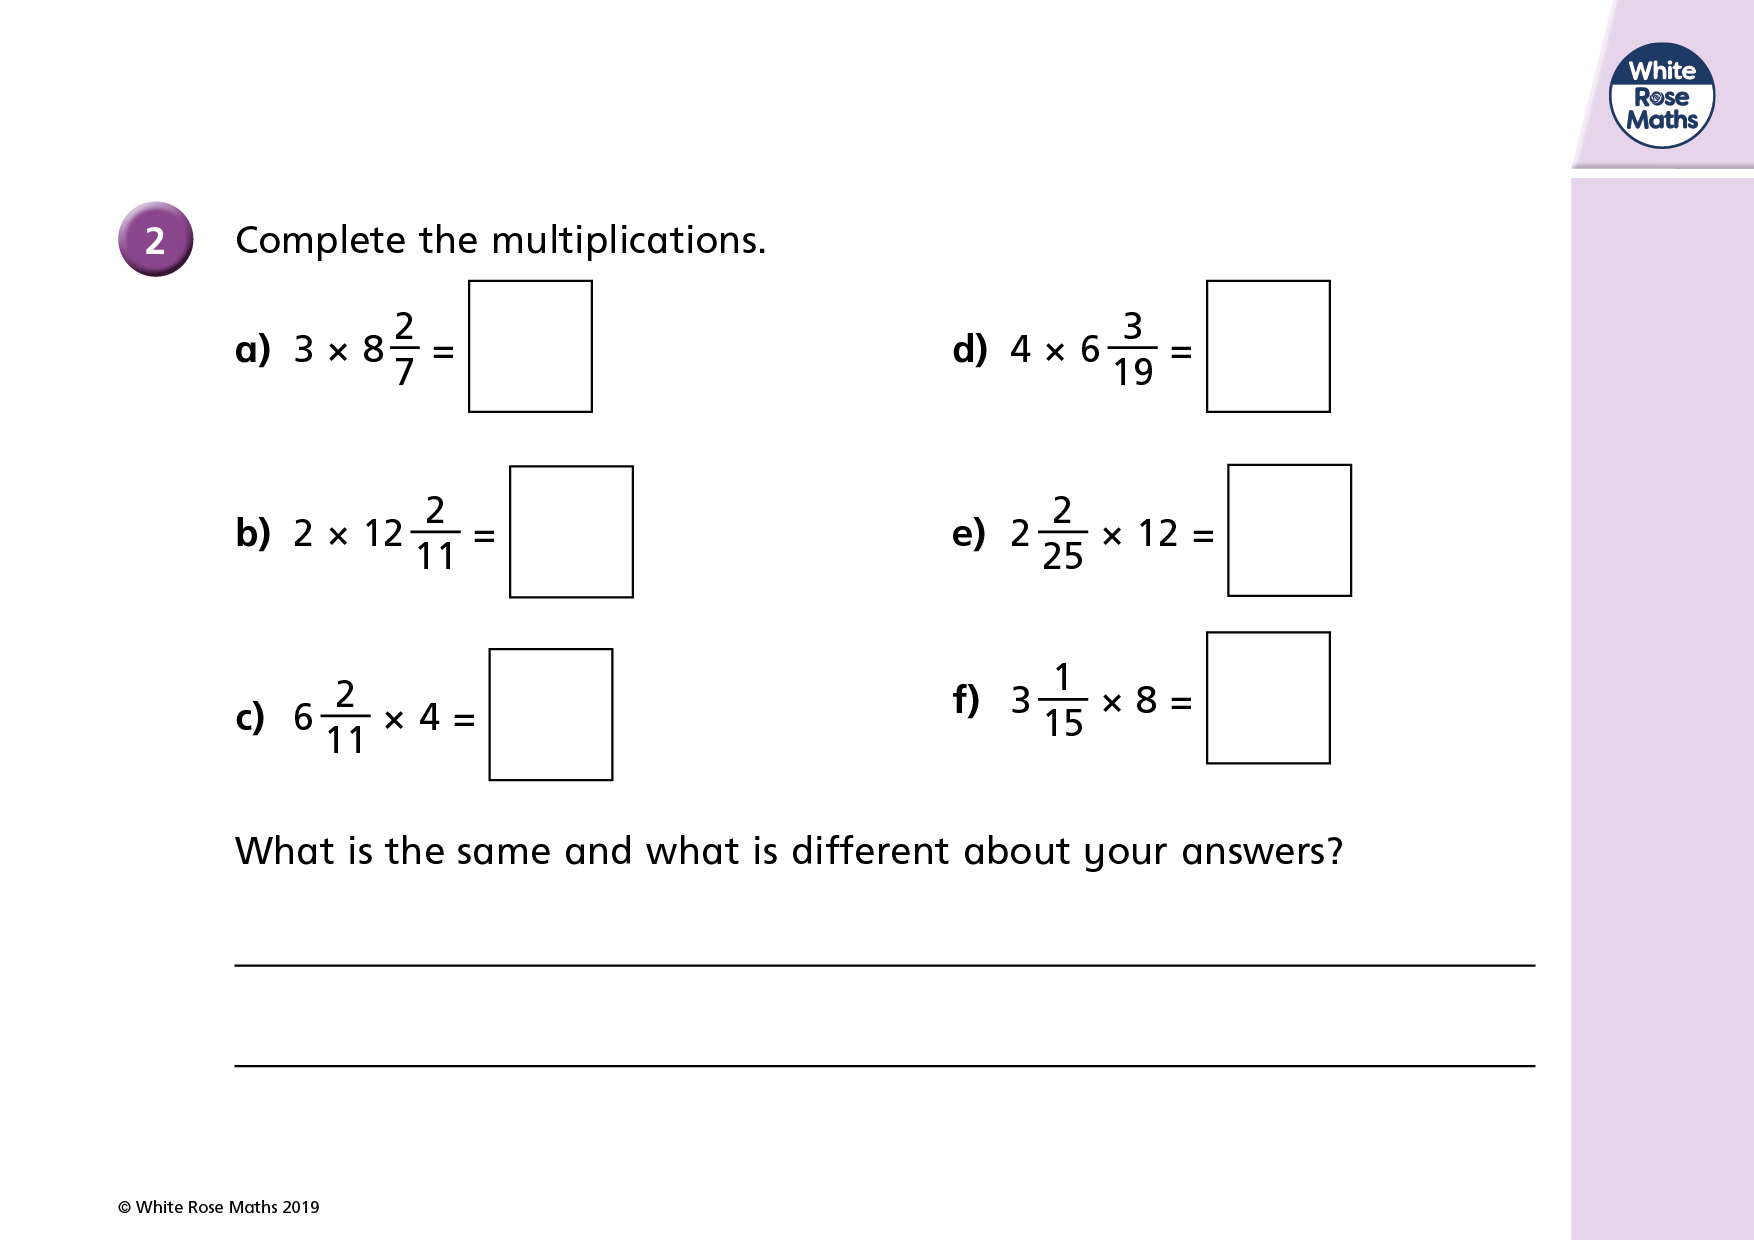 White
Rose
Maths
2 Complete the multiplications.
a) 3 × 8 2/7 =
b) 2 × 12 2/11 =
c) 6 2/11 × 4 =
d) 4 × 6 3/19 =
e) 2 2/25 × 12 =
f) 3 1/15 × 8 =
What is the same and what is different about your answers?
© White Rose Maths 2019